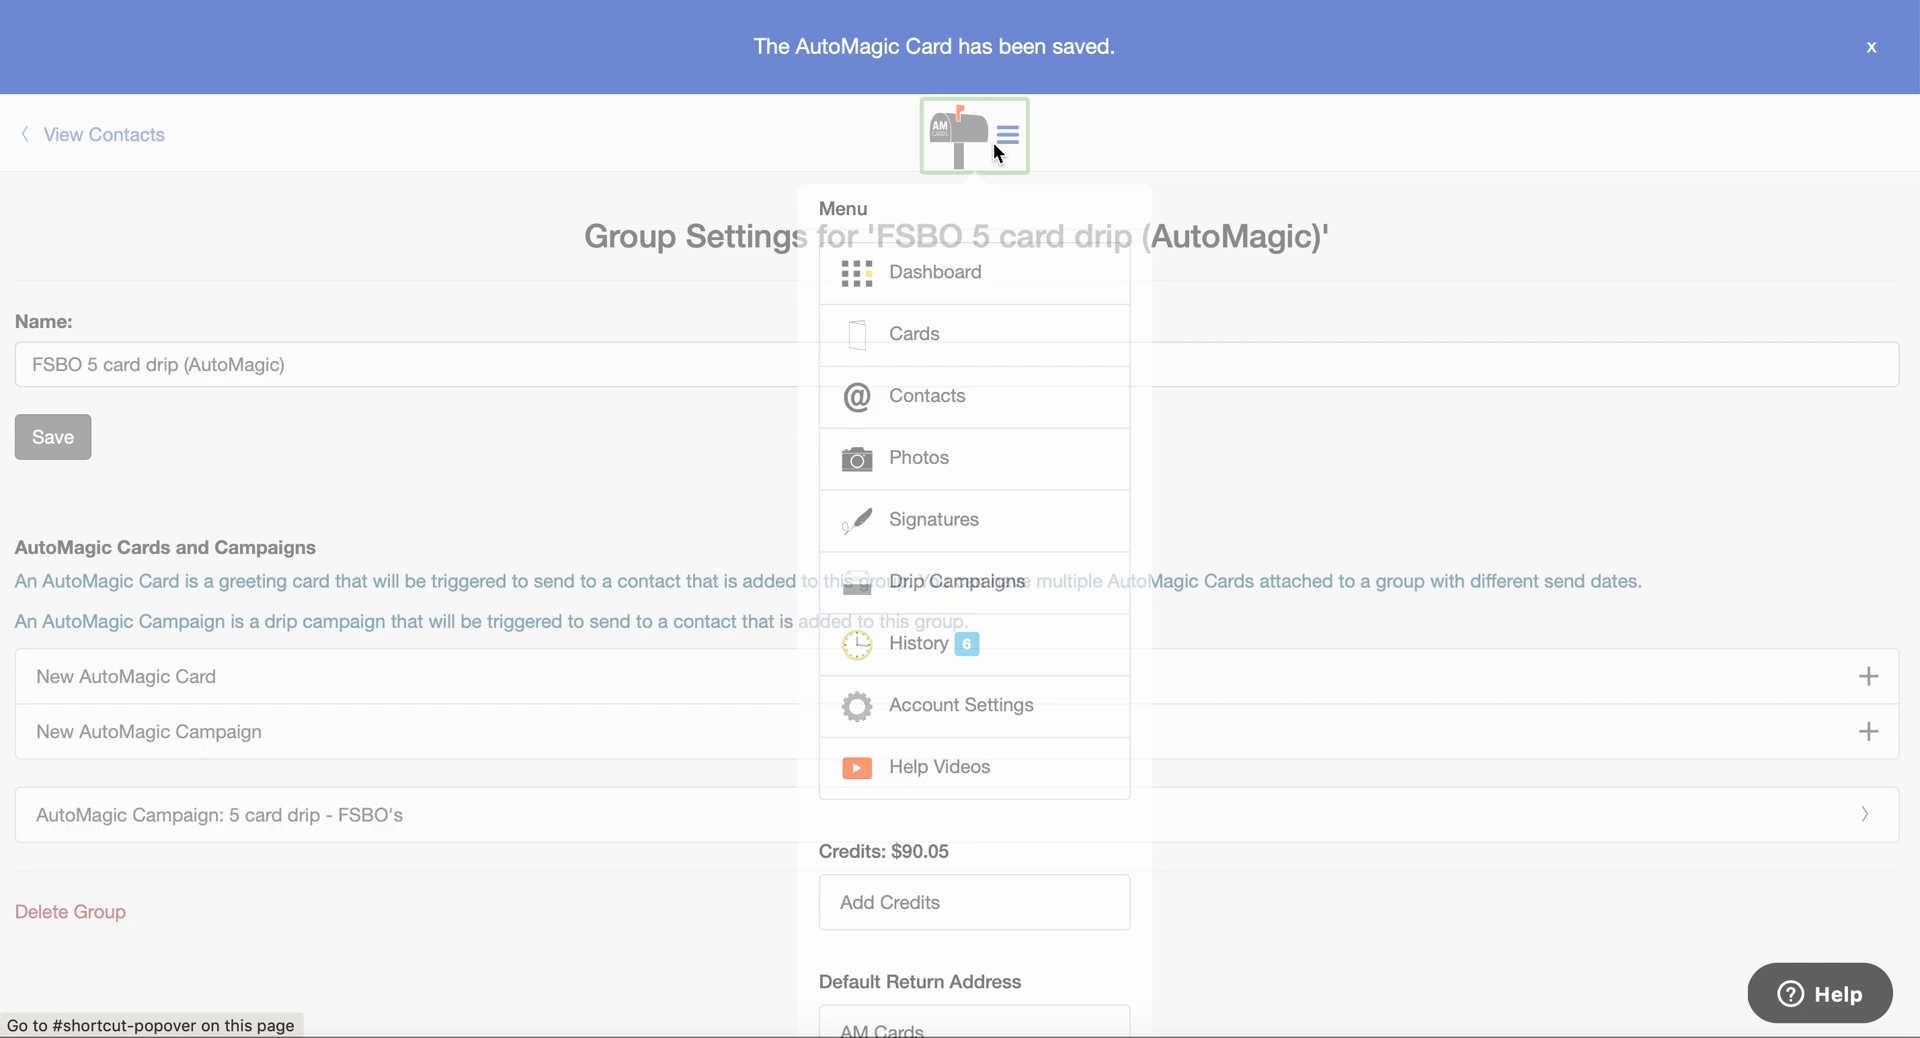 The AutoMagic Card has been saved.
x
View Contacts
AM
CARDS
Menu
Group Settings for 'FSBO 5 card drip (AutoMagic)'
Dashboard
Name:
Cards
FSBO 5 card drip (AutoMagic)
Contacts
Save
Photos
Signatures
AutoMagic Cards and Campaigns
An AutoMagic Card is a greeting card that will be triggered to send to a contact that is added to this group. You can have multiple AutoMagic Cards attached to a group with different send dates.
Drip Campaigns
An AutoMagic Campaign is a drip campaign that will be triggered to send to a contact that is added to this group.
History 6
New AutoMagic Card
Account Settings
New AutoMagic Campaign
Help Videos
AutoMagic Campaign: 5 card drip - FSBO's
Credits: $90.05
Add Credits
Delete Group
Default Return Address
Help
Go to #shortcut-popover on this page
AM Cards